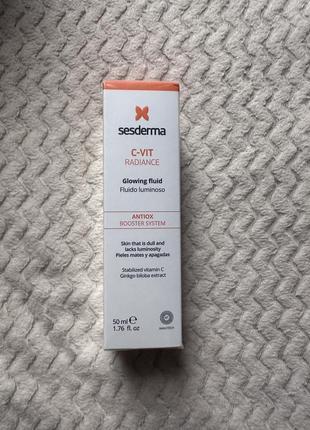 sesderma
C-VIT
RADIANCE
Glowing fluid
Fluido luminoso
ANTIOX
BOOSTER SYSTEM
Skin that is dull and
lacks luminosity
Pieles mates y apagadas
Stabilized vitamin C
Ginkgo biloba extract
50 ml ℮
1.76 fl. oz
NANOTECH